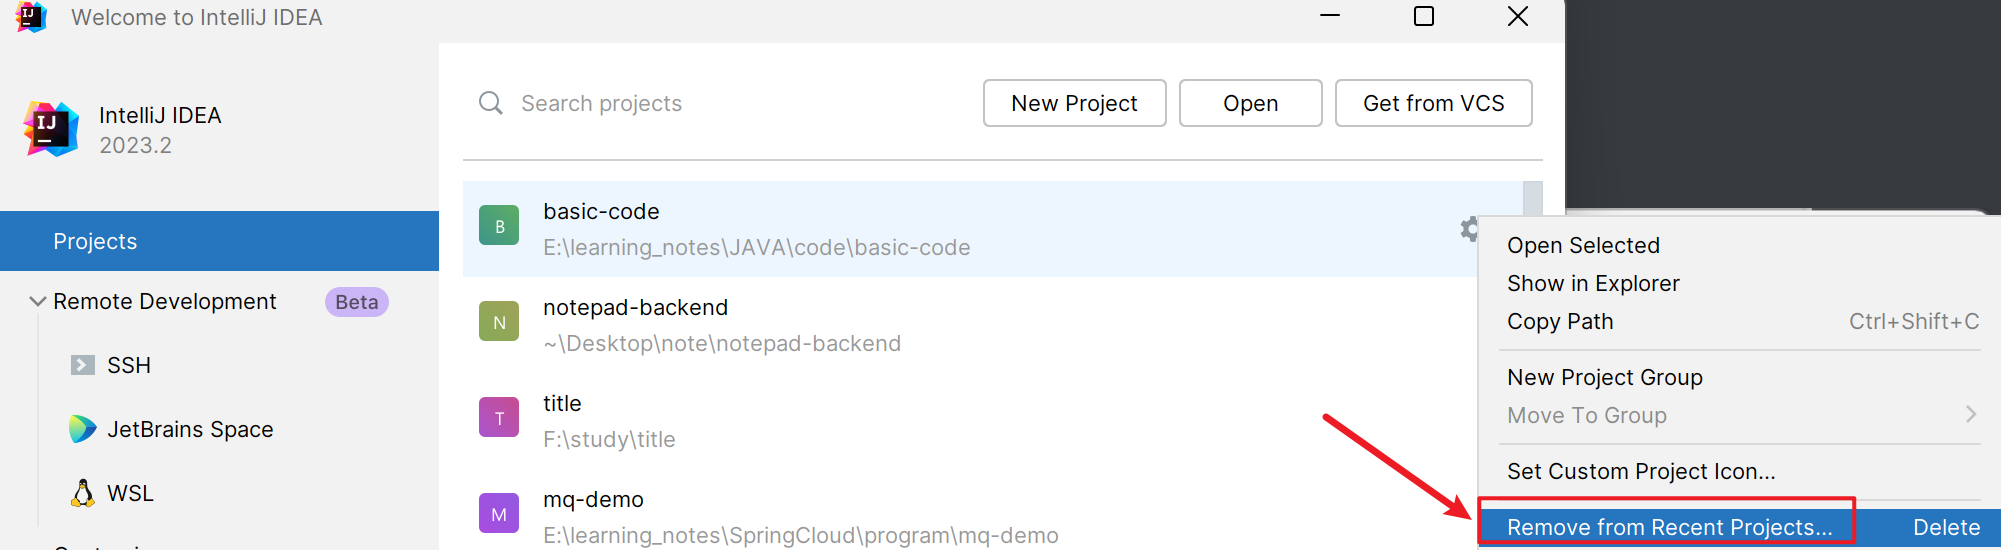 Welcome to IntelliJ IDEA
IntelliJ IDEA
2023.2
Search projects
New Project
Open
Get from VCS
Projects
Remote Development
Beta
SSH
JetBrains Space
WSL
B
basic-code
E:\learning_notes\JAVA\code\basic-code
N
notepad-backend
~\Desktop\note\notepad-backend
T
title
F:\study\title
M
mq-demo
E:\learning_notes\SpringCloud\program\mq-demo
Open Selected
Show in Explorer
Copy Path Ctrl+Shift+C
New Project Group
Move To Group
Set Custom Project Icon...
Remove from Recent Projects... Delete